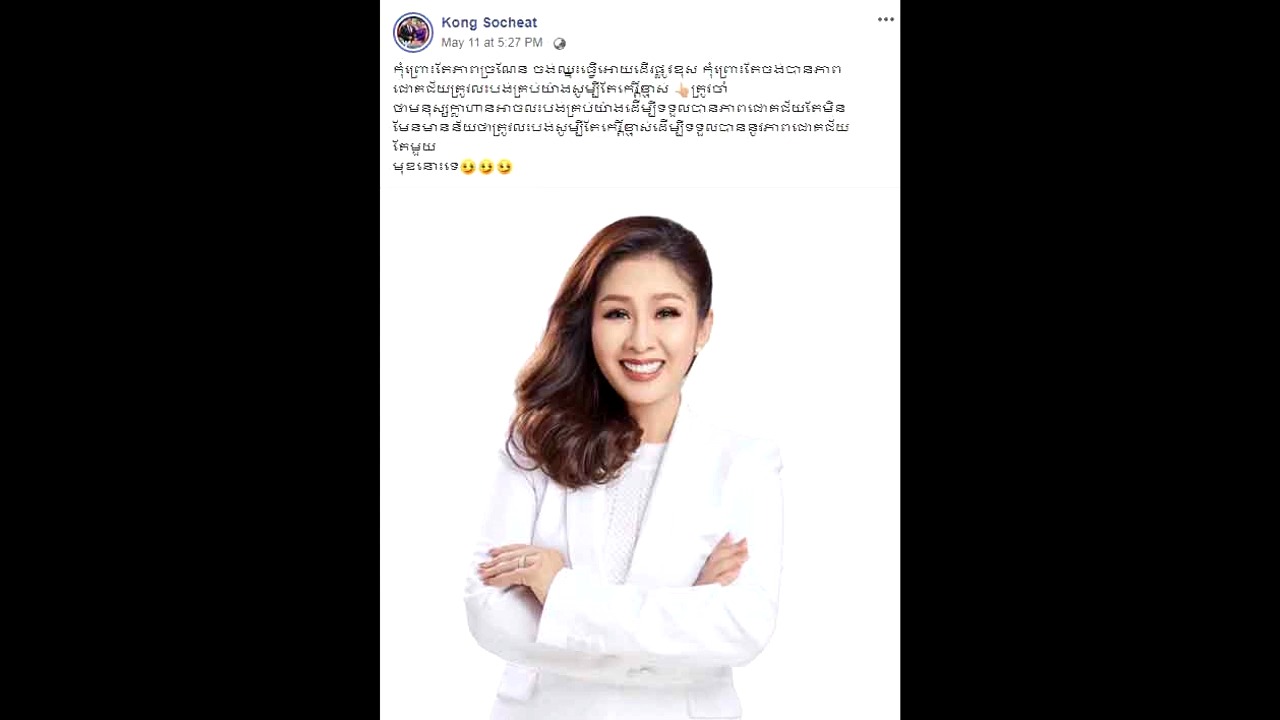 Kong Socheat
May 11 at 5:27 PM
កុំព្រោះតែភាពច្រណែន ចង់ឈ្នះធ្វើអោយដើរផ្លូវខុស កុំព្រោះតែចង់បានភាព
ជោគជ័យត្រូវលះបង់គ្រប់យ៉ាងសូម្បីតែកេរ្តិ៍ខ្មាស 👆🏻ត្រូវចាំ
ថាមនុស្សក្លាហានអាចលះបងគ្រប់យ៉ាងដើម្បីទទួលបានភាពជោគជ័យតែមិន
មែនមានន័យថាត្រូវលះបង់សូម្បីតែកេរ្តិ៍ខ្មាស់ដើម្បីទទួលបាននូវភាពជោគជ័យ
តែមួយ
មុខនោះទេ😏😏😏